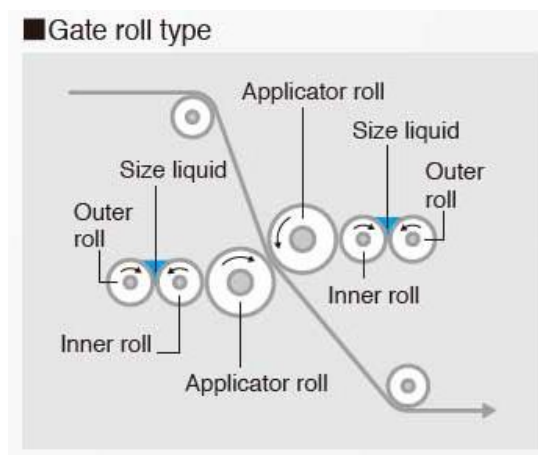 ■Gate roll type
Applicator roll
Size liquid
Size liquid
Outer
roll
Outer
roll
Inner roll
Inner roll
Applicator roll